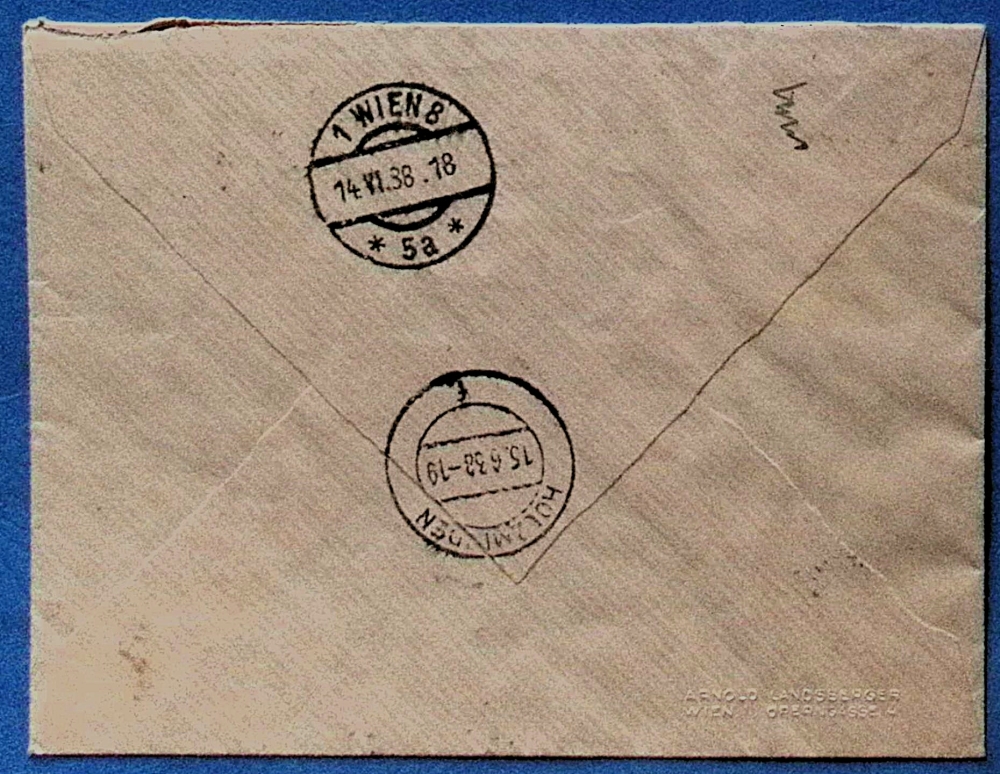 1 WIEN 8
14.VI.38.18
* 5a *
HOLZMINDEN
15.6.38-19
ARNOLD LANDSBERGER
WIEN I OPERNGASSE 4